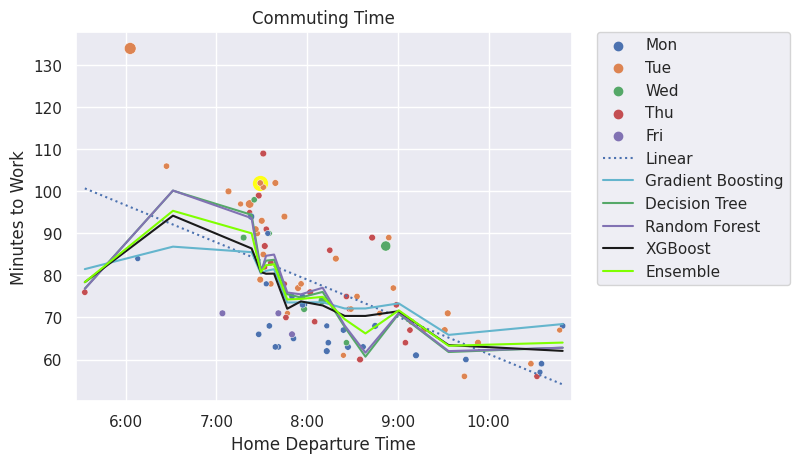 Commuting Time
Minutes to Work
130
120
110
100
90
80
70
60
6:00
7:00
8:00
9:00
10:00
Home Departure Time
Mon
Tue
Wed
Thu
Fri
Linear
Gradient Boosting
Decision Tree
Random Forest
XGBoost
Ensemble